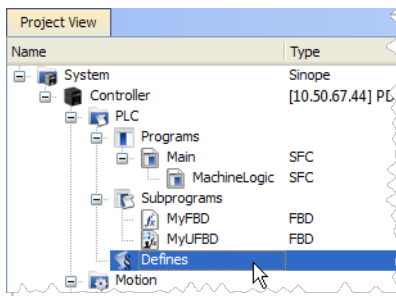 Project View
Name Type
System Sinope
Controller [10.50.67.44] PD
PLC
Programs
Main SFC
MachineLogic SFC
Subprograms
MyFBD FBD
MyUFBD FBD
Defines
Motion